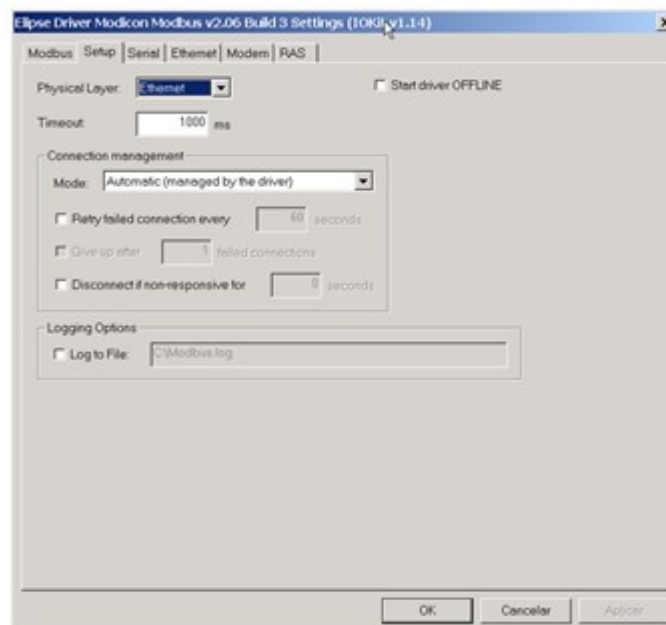 Elipse Driver Modicon Modbus v2.06 Build 3 Settings (IOKit v1.14)
Modbus Setup Serial Ethernet Modem RAS
Physical Layer: Ethernet Start driver OFFLINE
Timeout: 1000 ms
Connection management
Mode: Automatic (managed by the driver)
Retry failed connection every 60 seconds
Give up after 1 failed connections
Disconnect if non-responsive for 0 seconds
Logging Options
Log to File: C:\Modbus.log
OK Cancelar Aplicar